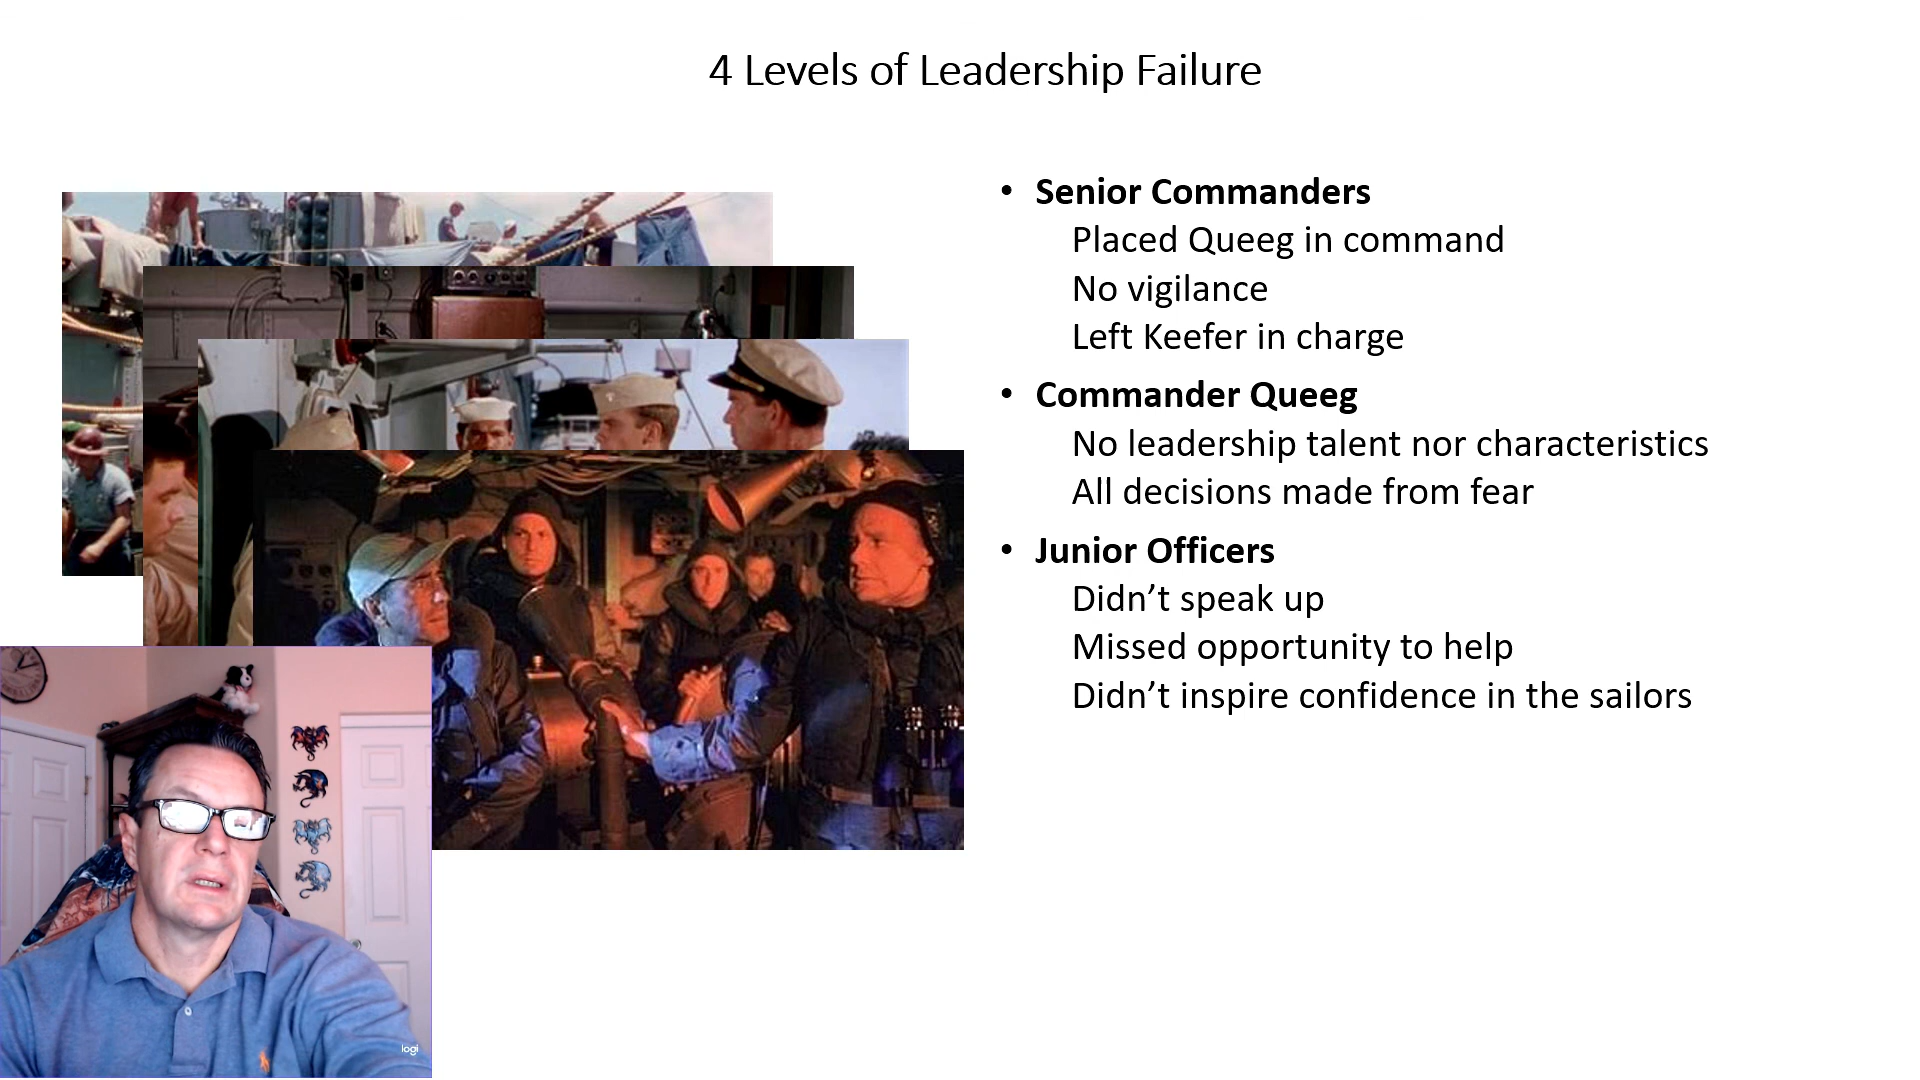 4 Levels of Leadership Failure
• Senior Commanders
Placed Queeg in command
No vigilance
Left Keefer in charge
• Commander Queeg
No leadership talent nor characteristics
All decisions made from fear
• Junior Officers
Didn’t speak up
Missed opportunity to help
Didn’t inspire confidence in the sailors
logi